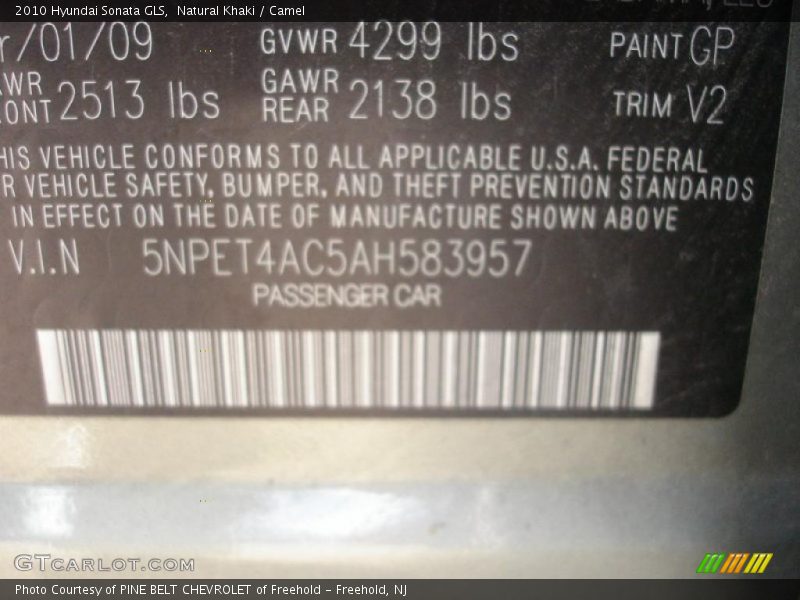 2010 Hyundai Sonata GLS, Natural Khaki / Camel
/01/09 GVWR 4299 lbs PAINT GP
2513 lbs GAWR REAR 2138 lbs TRIM V2
VEHICLE CONFORMS TO ALL APPLICABLE U.S.A. FEDERAL
R VEHICLE SAFETY, BUMPER, AND THEFT PREVENTION STANDARDS
IN EFFECT ON THE DATE OF MANUFACTURE SHOWN ABOVE
V.I.N 5NPET4AC5AH583957
PASSENGER CAR
GTCARLOT.COM
Photo Courtesy of PINE BELT CHEVROLET of Freehold - Freehold, NJ